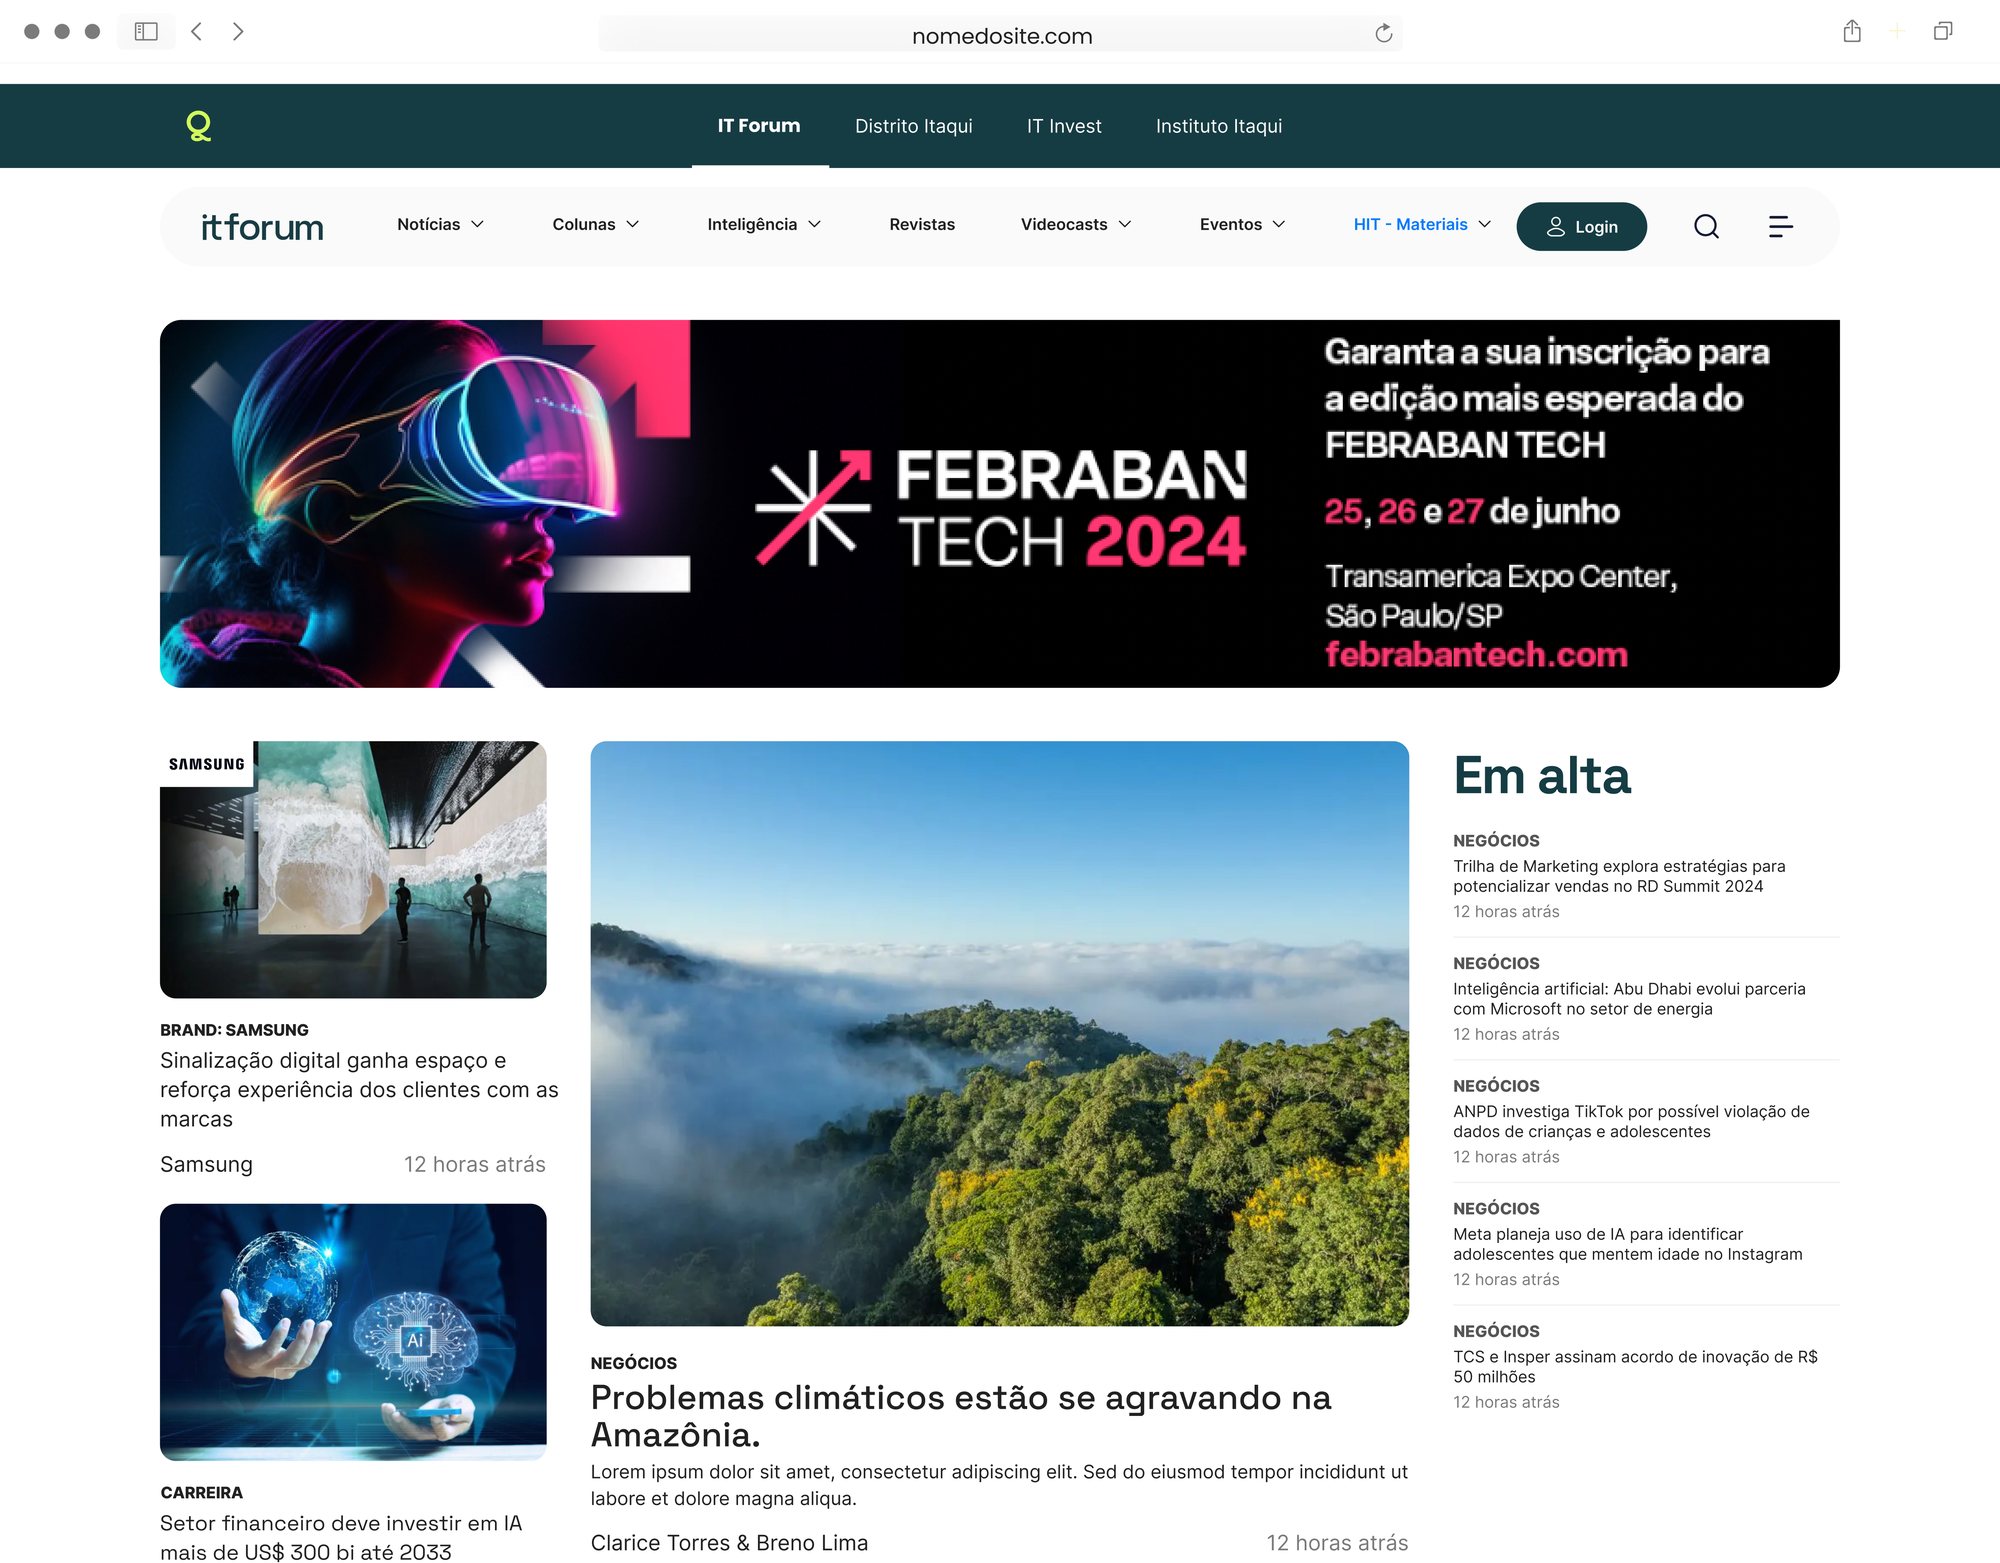 nomedosite.com
IT Forum Distrito Itaqui IT Invest Instituto Itaqui
itforum Notícias Colunas Inteligência Revistas Videocasts Eventos HIT - Materiais Login
Garanta a sua inscrição para
a edição mais esperada do
FEBRABAN TECH
25, 26 e 27 de junho
Transamerica Expo Center,
São Paulo/SP
febrabantech.com
FEBRABAN
TECH 2024
SAMSUNG
BRAND: SAMSUNG
Sinalização digital ganha espaço e
reforça experiência dos clientes com as
marcas
Samsung 12 horas atrás
Ai
CARREIRA
Setor financeiro deve investir em IA
mais de US$ 300 bi até 2033
NEGÓCIOS
Problemas climáticos estão se agravando na
Amazônia.
Lorem ipsum dolor sit amet, consectetur adipiscing elit. Sed do eiusmod tempor incididunt ut
labore et dolore magna aliqua.
Clarice Torres & Breno Lima 12 horas atrás
Em alta
NEGÓCIOS
Trilha de Marketing explora estratégias para
potencializar vendas no RD Summit 2024
12 horas atrás
NEGÓCIOS
Inteligência artificial: Abu Dhabi evolui parceria
com Microsoft no setor de energia
12 horas atrás
NEGÓCIOS
ANPD investiga TikTok por possível violação de
dados de crianças e adolescentes
12 horas atrás
NEGÓCIOS
Meta planeja uso de IA para identificar
adolescentes que mentem idade no Instagram
12 horas atrás
NEGÓCIOS
TCS e Insper assinam acordo de inovação de R$
50 milhões
12 horas atrás